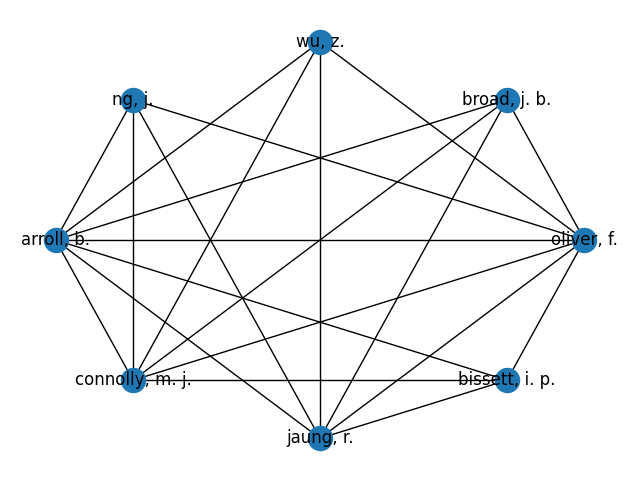 wu, z.
ng, j.
broad, j. b.
arroll, b.
oliver, f.
connolly, m. j.
bissett, i. p.
jaung, r.